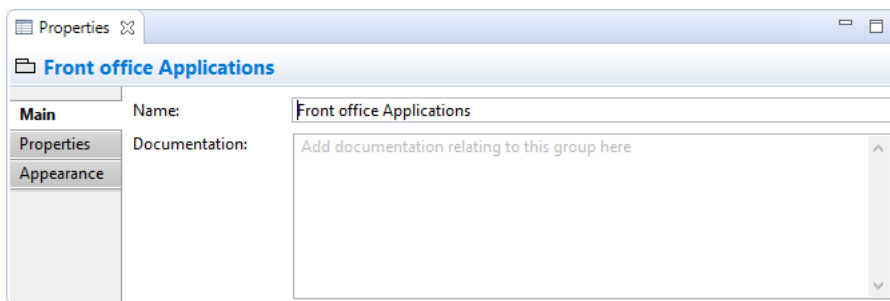 Properties
Front office Applications
Main
Name:
Front office Applications
Properties
Documentation:
Add documentation relating to this group here
Appearance